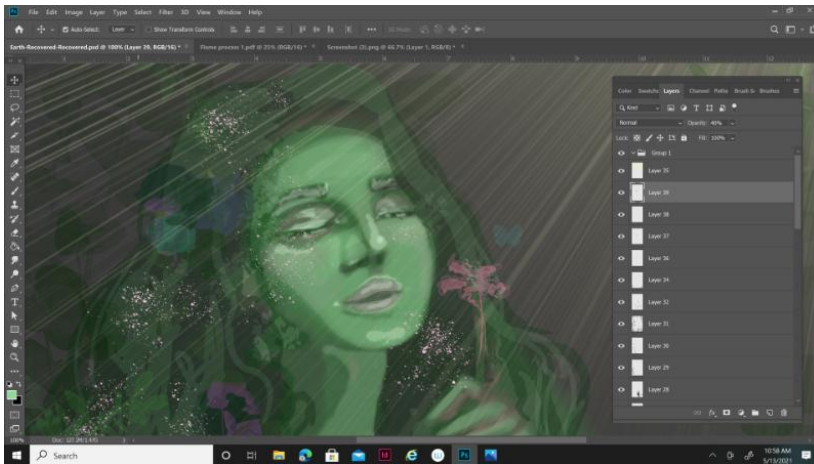 File Edit Image Layer Type Select Filter 3D View Window Help
Auto-Select: Layer Show Transform Controls
Earth-Recovered-Recovered.psd @ 100% (Layer 39, RGB/16) *
Flame process 1.pdf @ 25% (RGB/16) *
Screenshot (2).png @ 66.7% (Layer 1, RGB/8) *
Color Swatche Layers Channel Paths Brush Se Brushes
Kind
Normal Opacity: 40%
Lock: Fill: 100%
Group 1
Layer 35
Layer 39
Layer 38
Layer 37
Layer 36
Layer 34
Layer 32
Layer 31
Layer 30
Layer 29
Layer 28
100%
Search
10:58 AM
5/13/2021